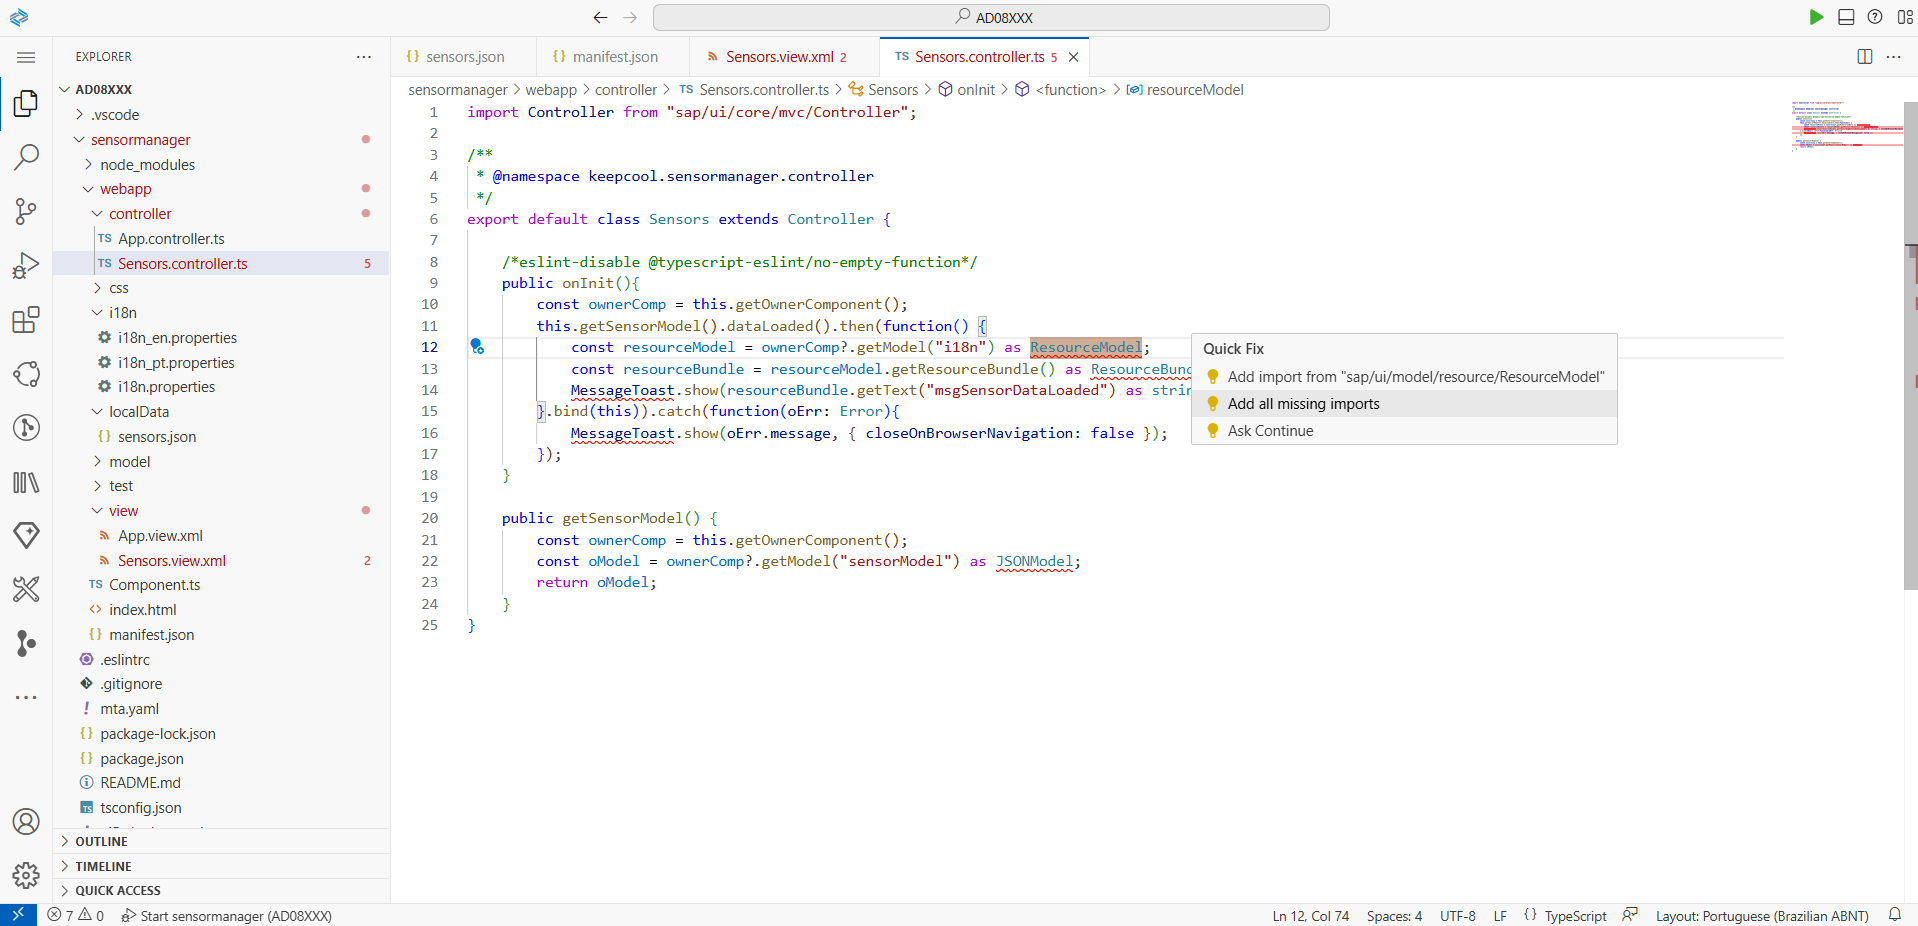 AD08XXX
EXPLORER
AD08XXX
.vscode
sensormanager
node_modules
webapp
controller
TS App.controller.ts
TS Sensors.controller.ts 5
css
i18n
i18n_en.properties
i18n_pt.properties
i18n.properties
localData
{} sensors.json
model
test
view
App.view.xml
Sensors.view.xml 2
TS Component.ts
<> index.html
{} manifest.json
.eslintrc
.gitignore
! mta.yaml
{} package-lock.json
{} package.json
README.md
TS tsconfig.json
OUTLINE
TIMELINE
QUICK ACCESS
{} sensors.json
{} manifest.json
Sensors.view.xml 2
TS Sensors.controller.ts 5
sensormanager > webapp > controller > TS Sensors.controller.ts > Sensors > onInit > <function> > resourceModel
1 import Controller from "sap/ui/core/mvc/Controller";
2
3 /**
4 * @namespace keepcool.sensormanager.controller
5 */
6 export default class Sensors extends Controller {
7
8 /*eslint-disable @typescript-eslint/no-empty-function*/
9 public onInit(){
10 const ownerComp = this.getOwnerComponent();
11 this.getSensorModel().dataLoaded().then(function() {
12 const resourceModel = ownerComp?.getModel("i18n") as ResourceModel;
13 const resourceBundle = resourceModel.getResourceBundle() as ResourceBund
14 MessageToast.show(resourceBundle.getText("msgSensorDataLoaded") as strin
15 }.bind(this)).catch(function(oErr: Error){
16 MessageToast.show(oErr.message, { closeOnBrowserNavigation: false });
17 });
18 }
19
20 public getSensorModel() {
21 const ownerComp = this.getOwnerComponent();
22 const oModel = ownerComp?.getModel("sensorModel") as JSONModel;
23 return oModel;
24 }
25 }
Quick Fix
Add import from "sap/ui/model/resource/ResourceModel"
Add all missing imports
Ask Continue
7 0 Start sensormanager (AD08XXX)
Ln 12, Col 74 Spaces: 4 UTF-8 LF {} TypeScript Layout: Portuguese (Brazilian ABNT)